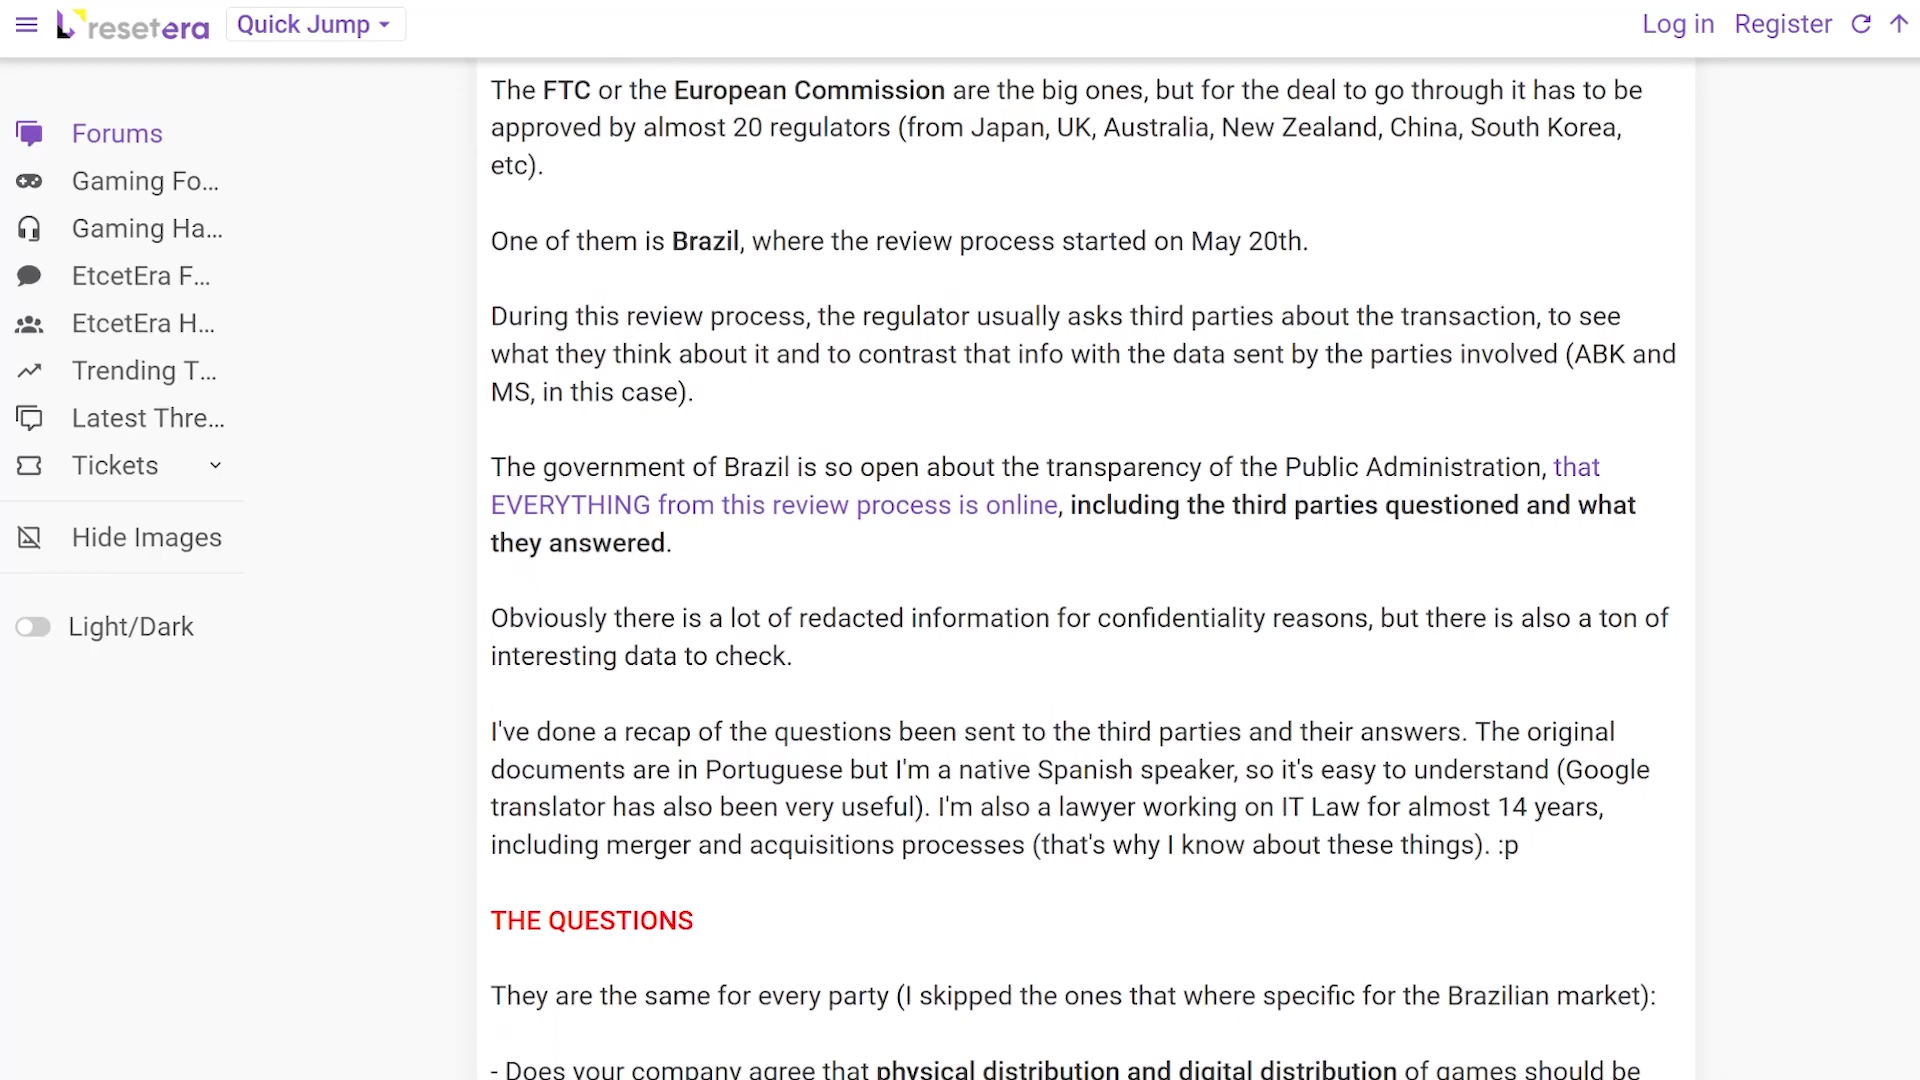 resetera Quick Jump Log in Register
Forums
Gaming Fo...
Gaming Ha...
EtcetEra F...
EtcetEra H...
Trending T...
Latest Thre...
Tickets
Hide Images
Light/Dark
The FTC or the European Commission are the big ones, but for the deal to go through it has to be
approved by almost 20 regulators (from Japan, UK, Australia, New Zealand, China, South Korea,
etc).
One of them is Brazil, where the review process started on May 20th.
During this review process, the regulator usually asks third parties about the transaction, to see
what they think about it and to contrast that info with the data sent by the parties involved (ABK and
MS, in this case).
The government of Brazil is so open about the transparency of the Public Administration, that
EVERYTHING from this review process is online, including the third parties questioned and what
they answered.
Obviously there is a lot of redacted information for confidentiality reasons, but there is also a ton of
interesting data to check.
I've done a recap of the questions been sent to the third parties and their answers. The original
documents are in Portuguese but I'm a native Spanish speaker, so it's easy to understand (Google
translator has also been very useful). I'm also a lawyer working on IT Law for almost 14 years,
including merger and acquisitions processes (that's why I know about these things). :p
THE QUESTIONS
They are the same for every party (I skipped the ones that where specific for the Brazilian market):
- Does your company agree that physical distribution and digital distribution of games should be